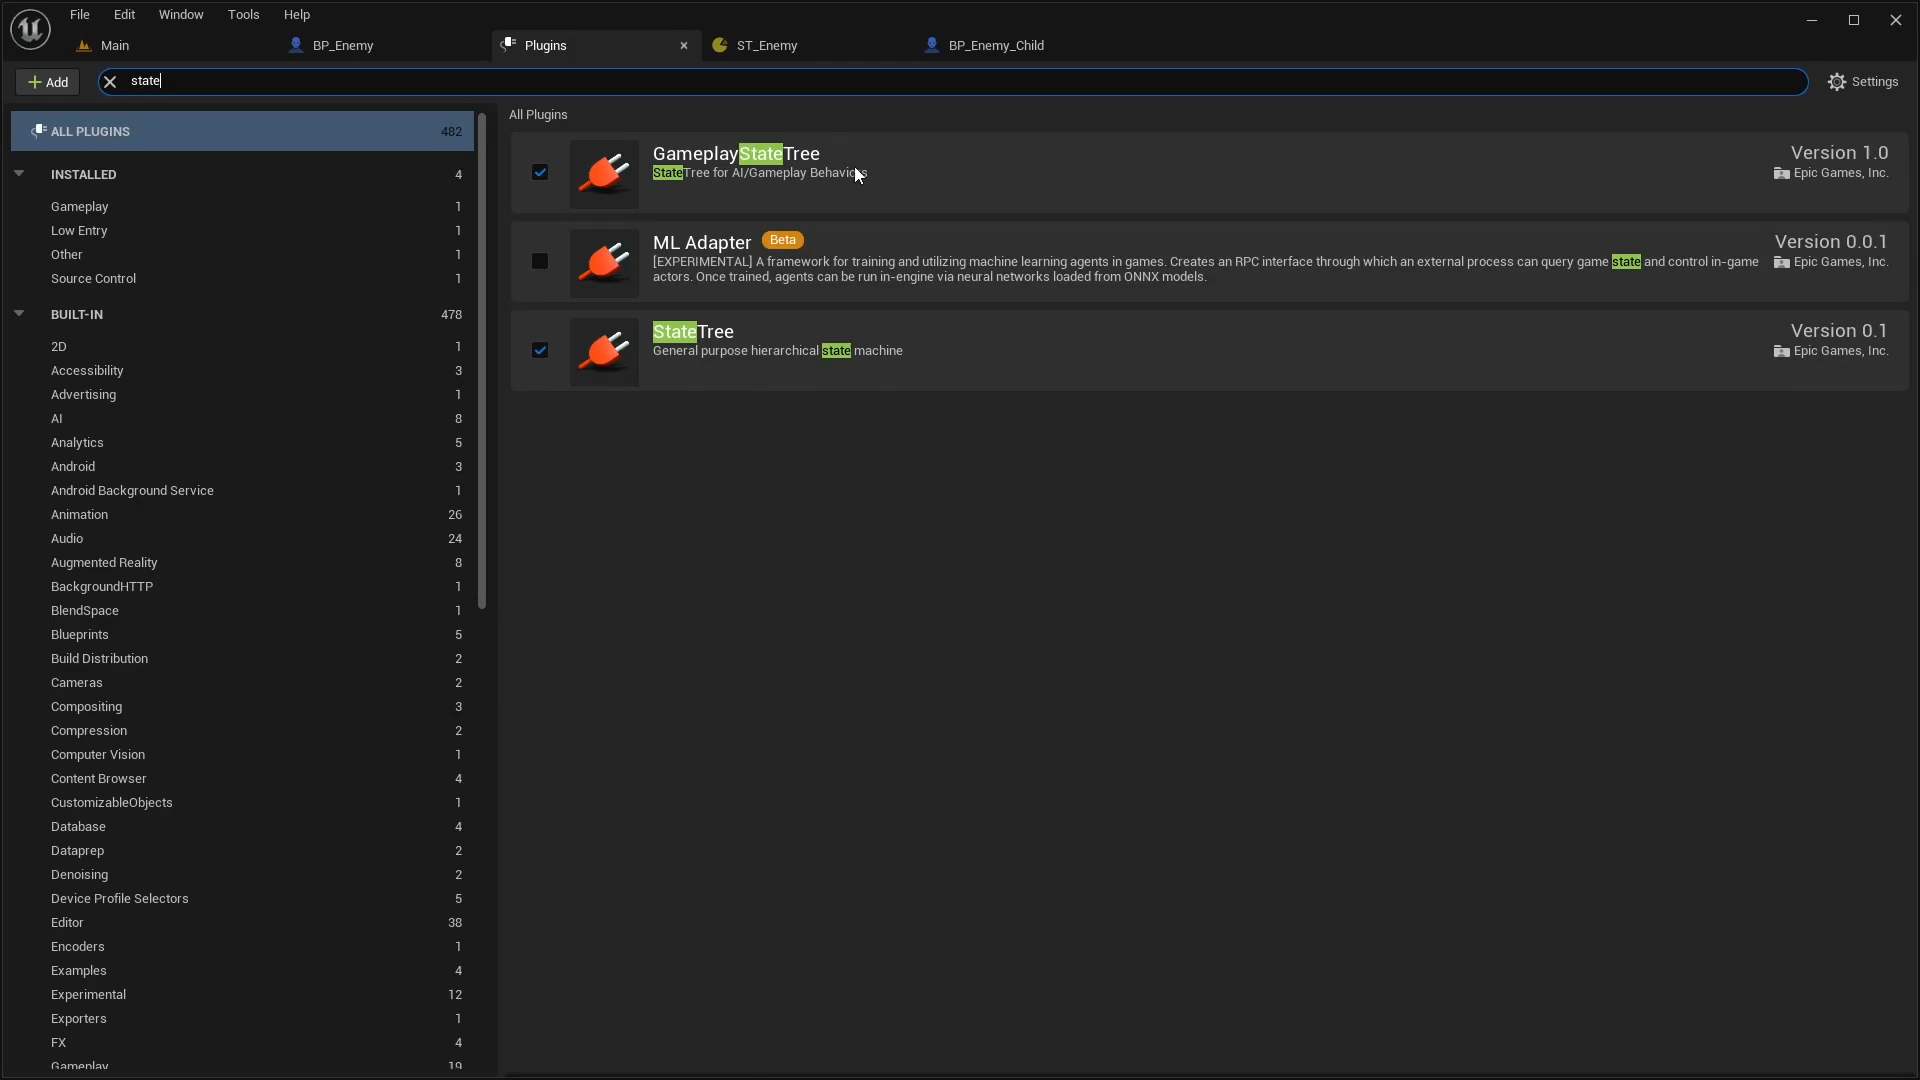 File Edit Window Tools Help
Main BP_Enemy Plugins ST_Enemy BP_Enemy_Child
Add state Settings
ALL PLUGINS 482
INSTALLED 4
Gameplay 1
Low Entry 1
Other 1
Source Control 1
BUILT-IN 478
2D 1
Accessibility 3
Advertising 1
AI 8
Analytics 5
Android 3
Android Background Service 1
Animation 26
Audio 24
Augmented Reality 8
BackgroundHTTP 1
BlendSpace 1
Blueprints 5
Build Distribution 2
Cameras 2
Compositing 3
Compression 2
Computer Vision 1
Content Browser 4
CustomizableObjects 1
Database 4
Dataprep 2
Denoising 2
Device Profile Selectors 5
Editor 38
Encoders 1
Examples 4
Experimental 12
Exporters 1
FX 4
Gameplay 19
All Plugins
GameplayStateTree Version 1.0
StateTree for AI/Gameplay Behaviors Epic Games, Inc.
ML Adapter Beta Version 0.0.1
[EXPERIMENTAL] A framework for training and utilizing machine learning agents in games. Creates an RPC interface through which an external process can query game state and control in-game Epic Games, Inc.
actors. Once trained, agents can be run in-engine via neural networks loaded from ONNX models.
StateTree Version 0.1
General purpose hierarchical state machine Epic Games, Inc.